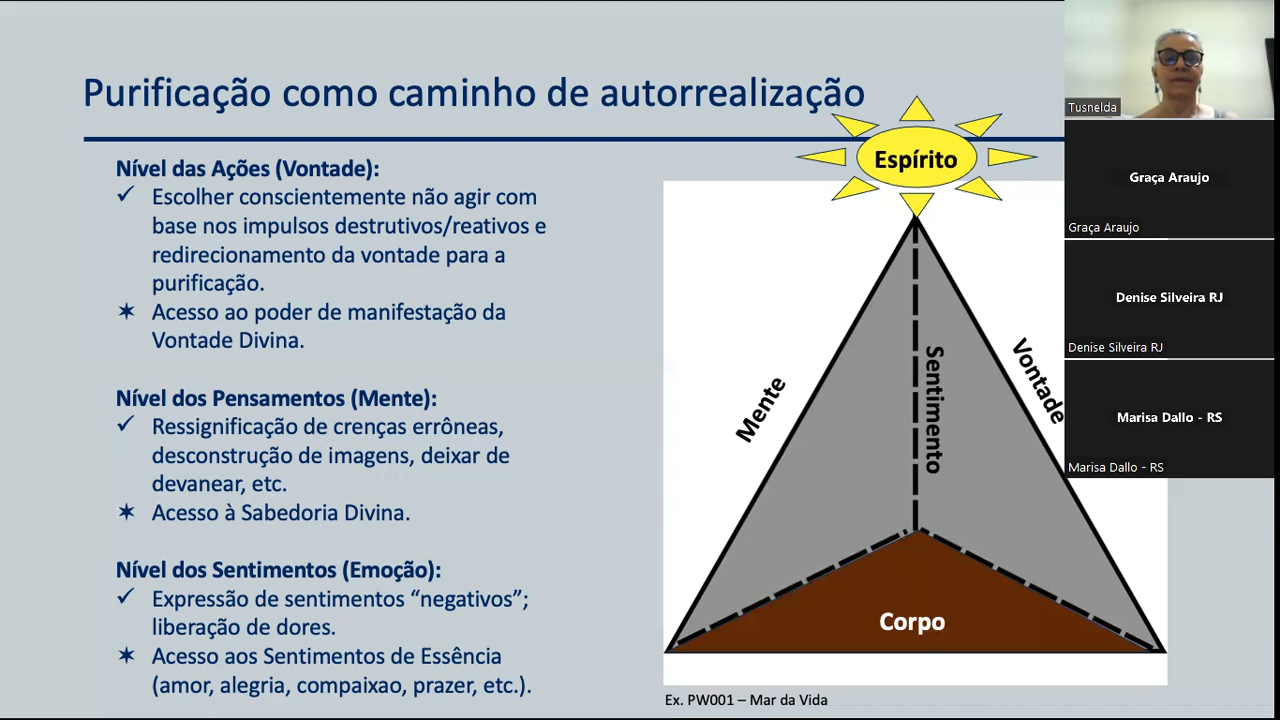 Purificação como caminho de autorrealização
Nível das Ações (Vontade):
✓ Escolher conscientemente não agir com
base nos impulsos destrutivos/reativos e
redirecionamento da vontade para a
purificação.
✶ Acesso ao poder de manifestação da
Vontade Divina.
Nível dos Pensamentos (Mente):
✓ Ressignificação de crenças errôneas,
desconstrução de imagens, deixar de
devanear, etc.
✶ Acesso à Sabedoria Divina.
Nível dos Sentimentos (Emoção):
✓ Expressão de sentimentos “negativos”;
liberação de dores.
✶ Acesso aos Sentimentos de Essência
(amor, alegria, compaixao, prazer, etc.).
Espírito
Mente
Sentimento
Vontade
Corpo
Ex. PW001 – Mar da Vida
Tusnelda
Graça Araujo
Graça Araujo
Denise Silveira RJ
Denise Silveira RJ
Marisa Dallo - RS
Marisa Dallo - RS